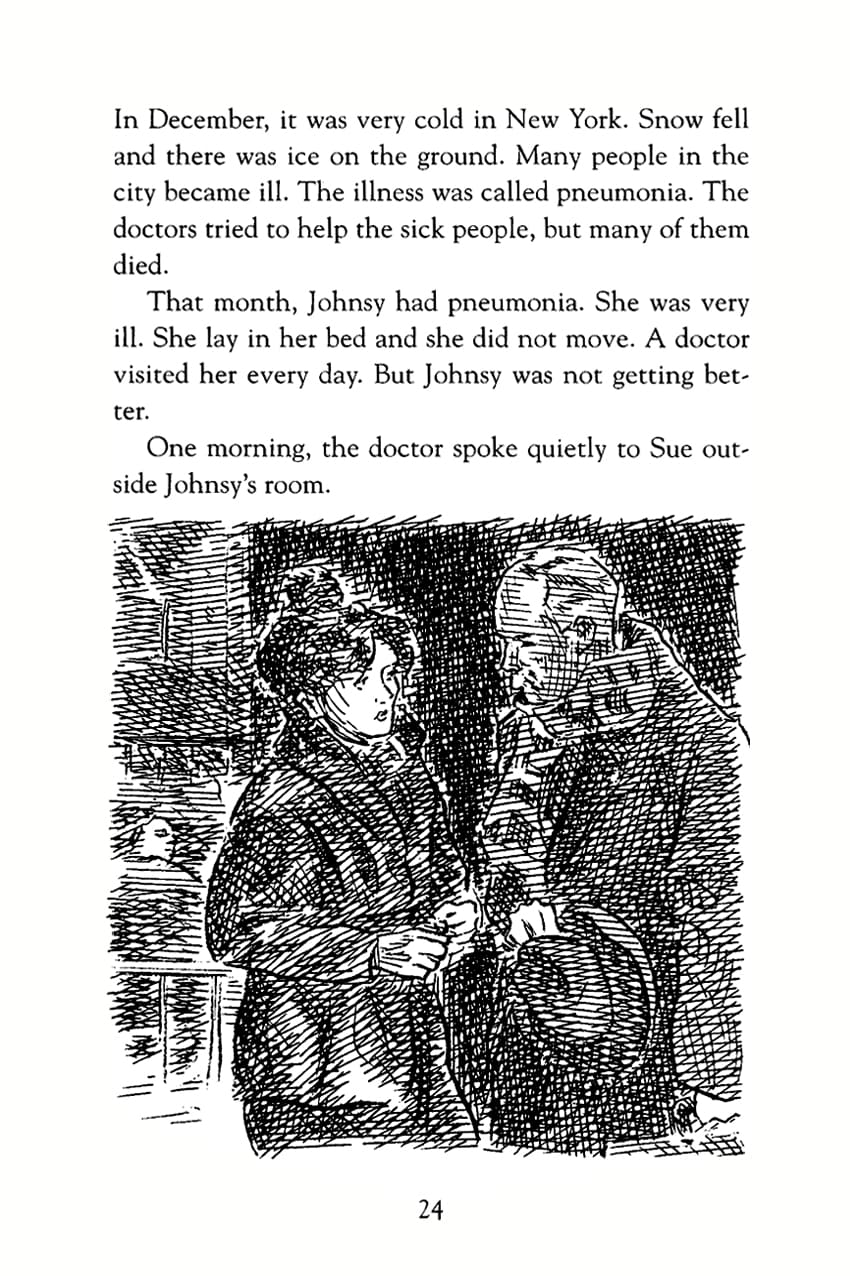 In December, it was very cold in New York. Snow fell
and there was ice on the ground. Many people in the
city became ill. The illness was called pneumonia. The
doctors tried to help the sick people, but many of them
died.
That month, Johnsy had pneumonia. She was very
ill. She lay in her bed and she did not move. A doctor
visited her every day. But Johnsy was not getting bet-
ter.
One morning, the doctor spoke quietly to Sue out-
side Johnsy's room.
24